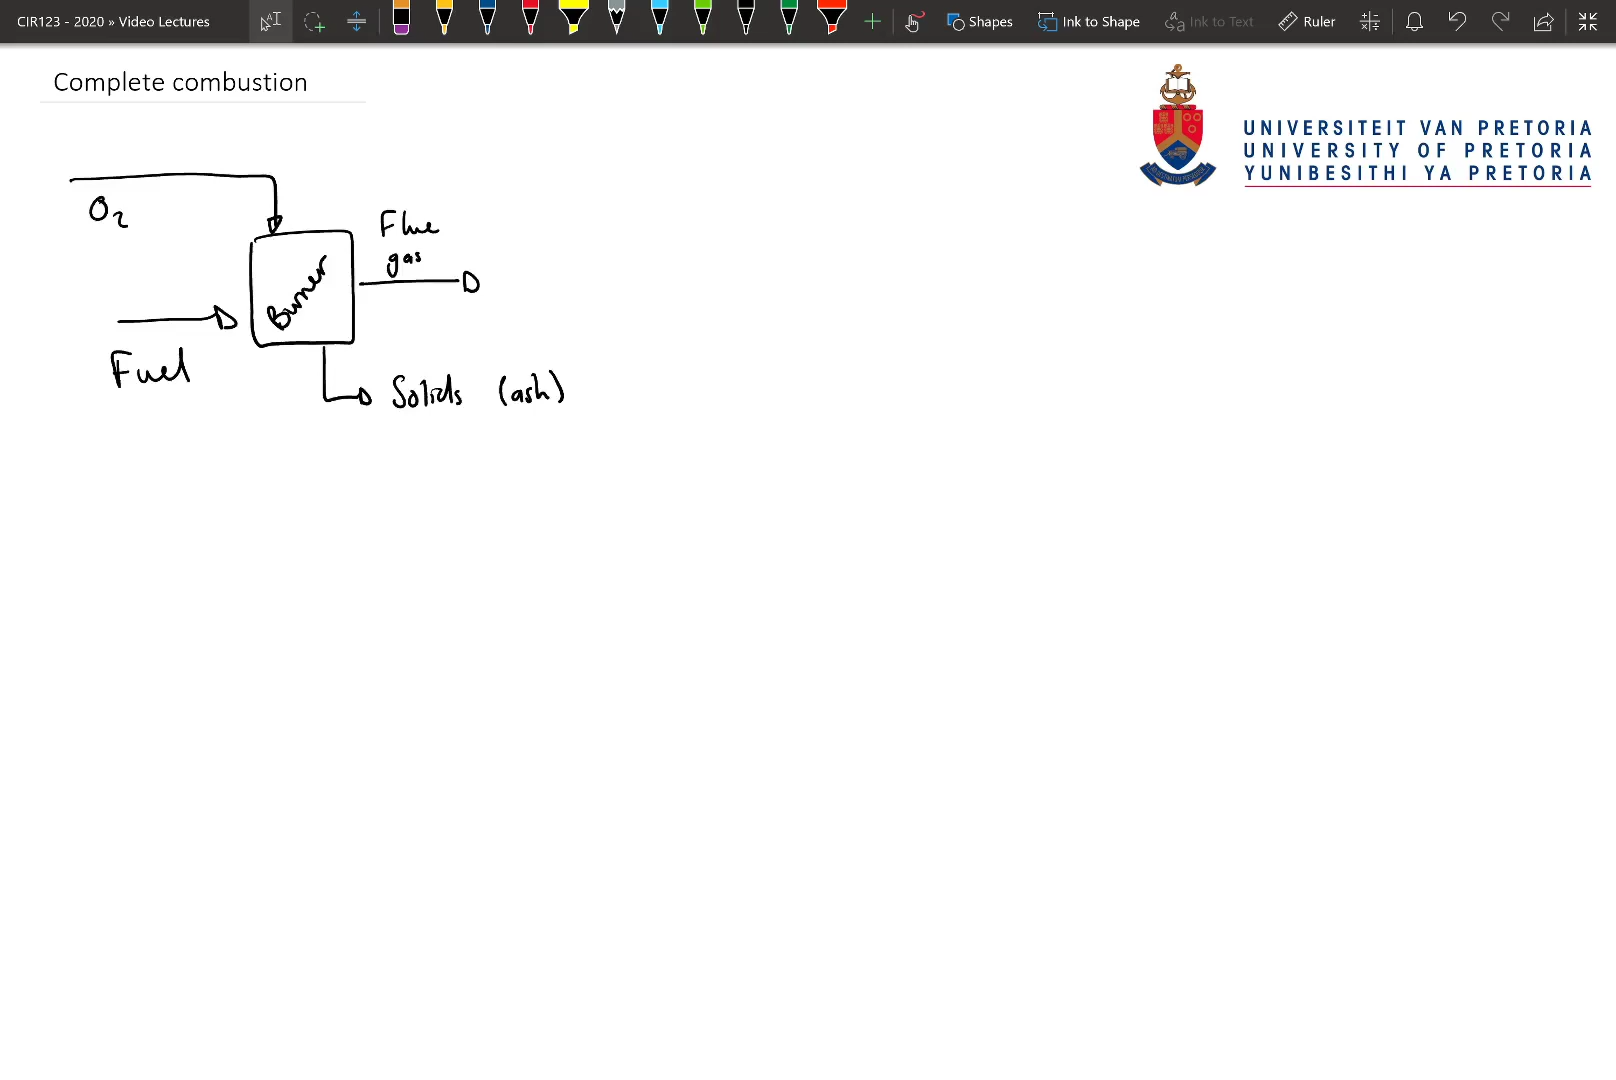 CIR123 - 2020 » Video Lectures
Shapes
Ink to Shape
Ink to Text
Ruler
Complete combustion
UNIVERSITEIT VAN PRETORIA
UNIVERSITY OF PRETORIA
YUNIBESITHI YA PRETORIA
O2
Flue
gas
Burner
Fuel
Solids (ash)